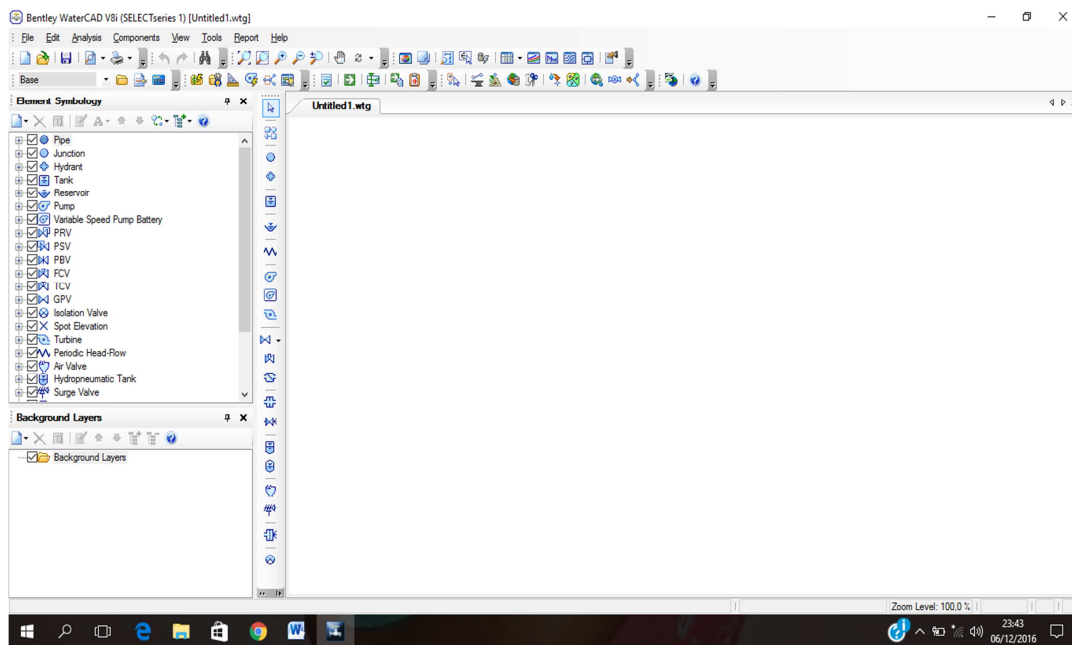 Bentley WaterCAD V8i (SELECTseries 1) [Untitled1.wtg]
File Edit Analysis Components View Tools Report Help
Base
Element Symbology
Untitled1.wtg
Pipe
Junction
Hydrant
Tank
Reservoir
Pump
Variable Speed Pump Battery
PRV
PSV
PBV
FCV
TCV
GPV
Isolation Valve
Spot Elevation
Turbine
Periodic Head-Flow
Air Valve
Hydropneumatic Tank
Surge Valve
Background Layers
Background Layers
Zoom Level: 100,0 %
23:43
06/12/2016